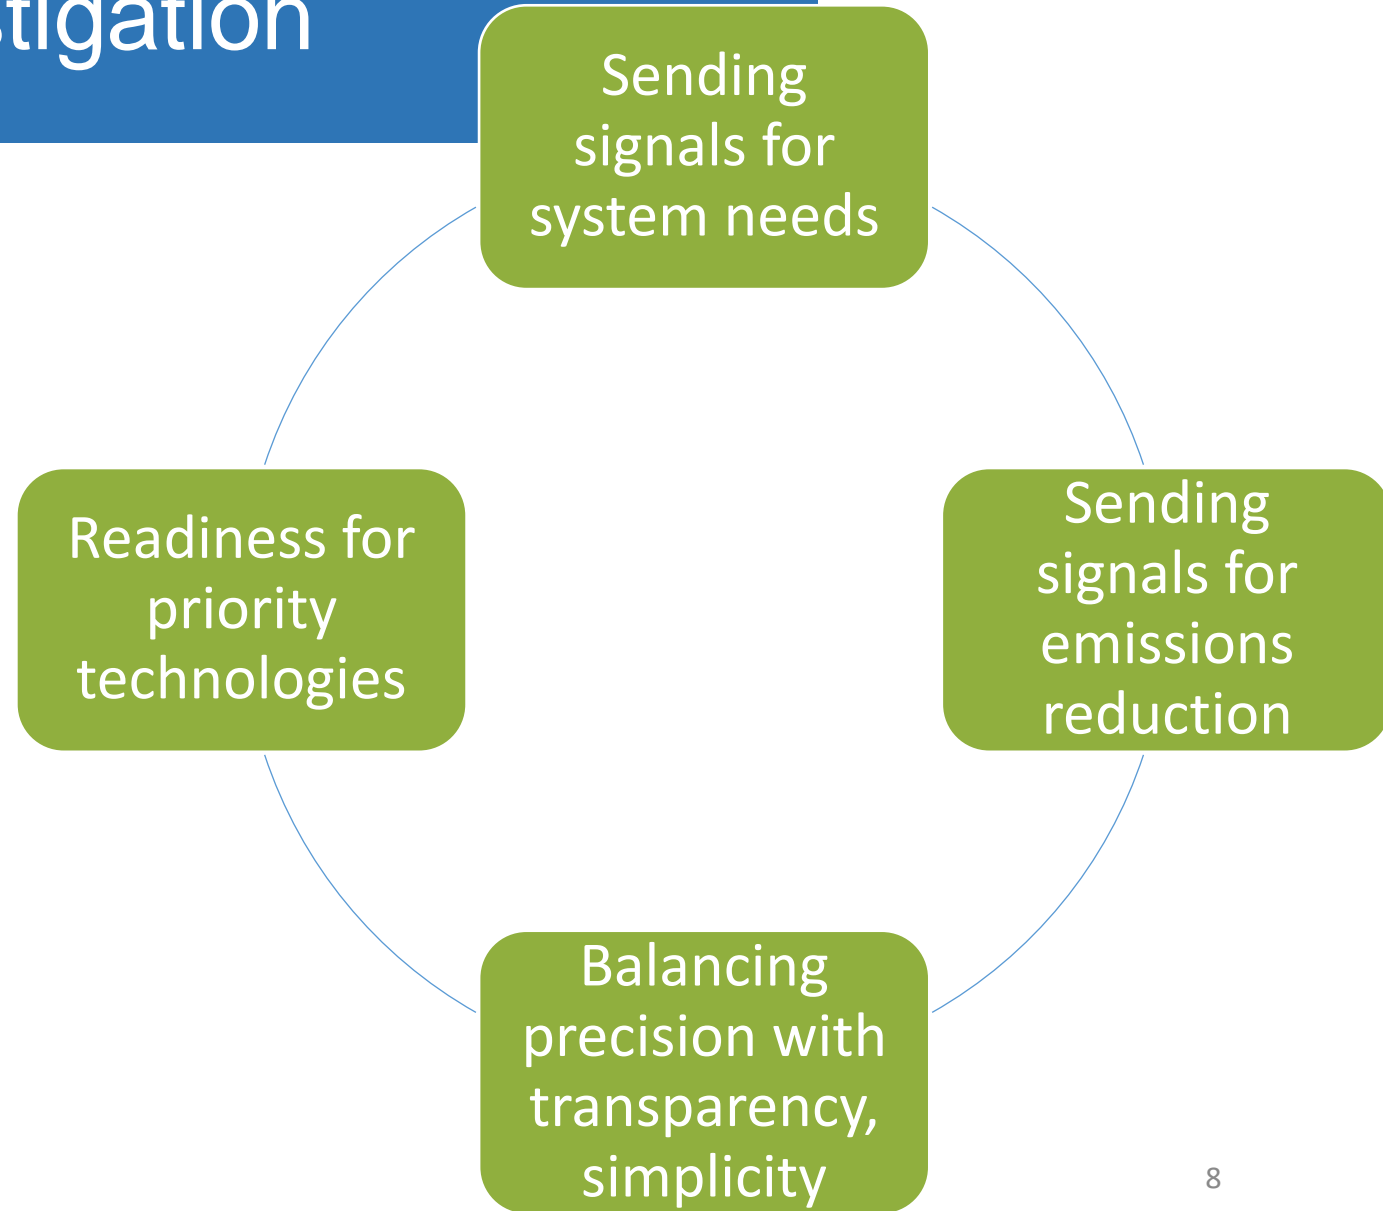 stigation
Sending
signals for
system needs
Readiness for
priority
technologies
Sending
signals for
emissions
reduction
Balancing
precision with
transparency,
simplicity
8